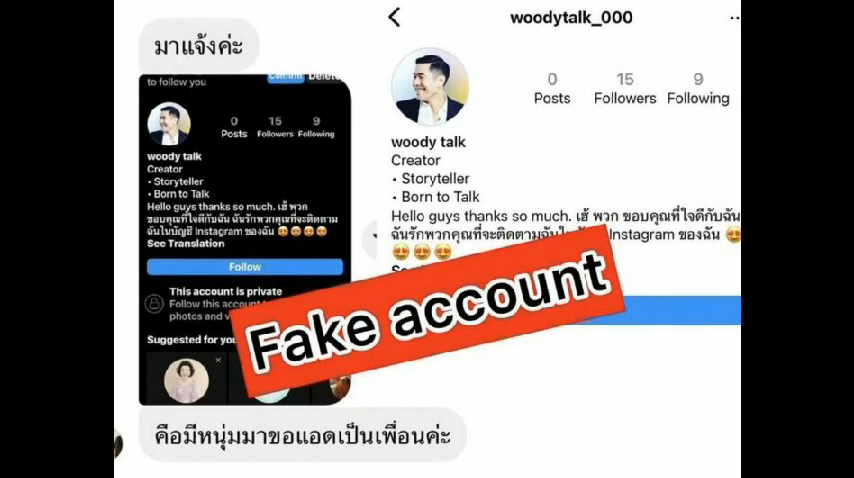 มาแจ้งค่ะ
to follow you
Confirm Delete
0 15 9
Posts Followers Following
woody talk
Creator
• Storyteller
• Born to Talk
Hello guys thanks so much. เฮ้ พวก
ขอบคุณที่ใจดีกับฉัน ฉันรักพวกคุณที่จะติดตาม
ฉันในบัญชี Instagram ของฉัน 😍😍😍😍
See Translation
Follow
This account is private
Follow this account
photos and v
Suggested for you
คือมีหนุ่มมาขอแอดเป็นเพื่อนค่ะ
woodytalk_000
0 15 9
Posts Followers Following
woody talk
Creator
• Storyteller
• Born to Talk
Hello guys thanks so much. เฮ้ พวก ขอบคุณที่ใจดีกับฉัน
ฉันรักพวกคุณที่จะติดตามฉันใน Instagram ของฉัน 😍
😍😍😍
Fake account